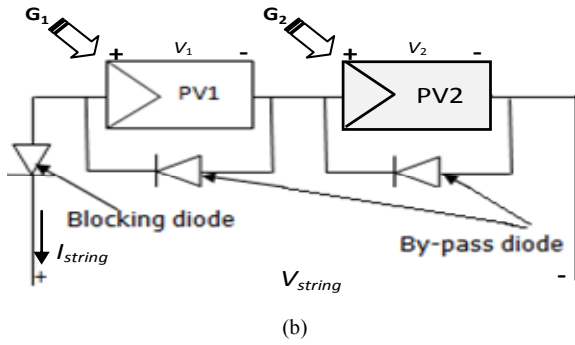 G1 G2
+ V1 - + V2 -
PV1 PV2
Blocking diode
By-pass diode
Istring
+ Vstring -
(b)